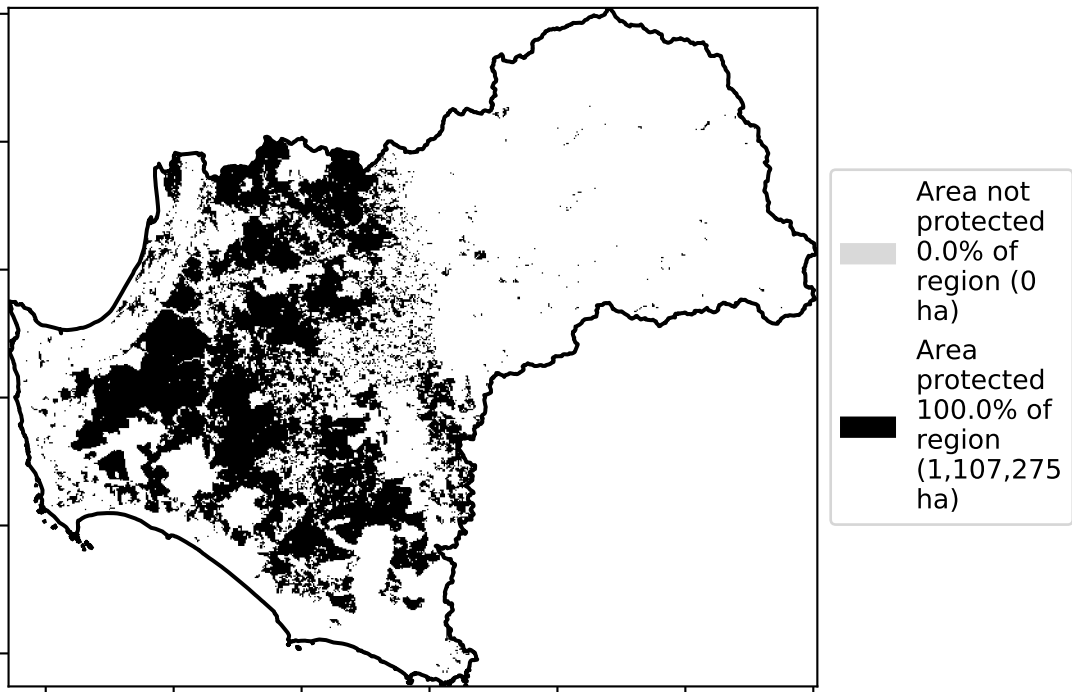 Area not
protected
0.0% of
region (0
ha)
Area
protected
100.0% of
region
(1,107,275
ha)